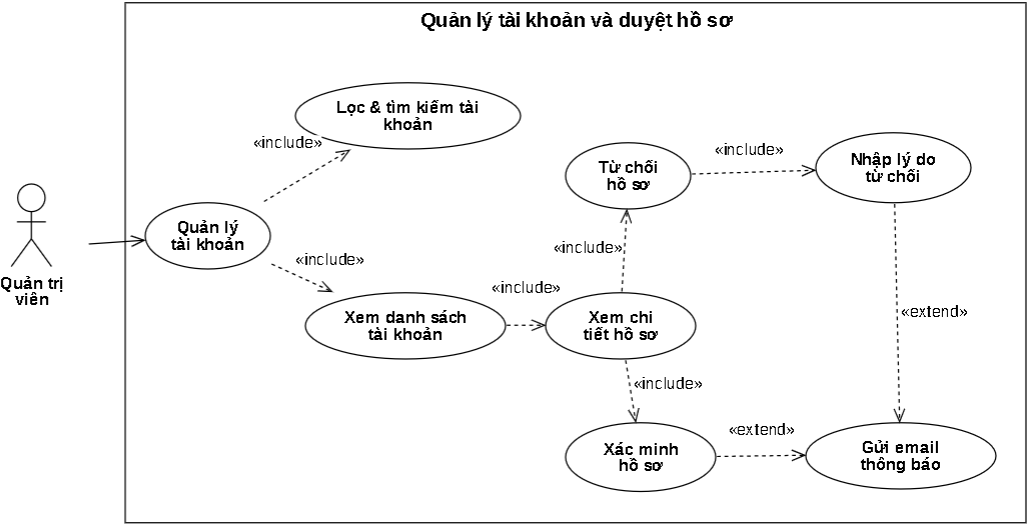 Quản lý tài khoản và duyệt hồ sơ
Lọc & tìm kiếm tài
khoản
«include»
Từ chối
hồ sơ
«include»
Nhập lý do
từ chối
Quản lý
tài khoản
Quản trị
viên
«include»
«include»
«include»
Xem danh sách
tài khoản
Xem chi
tiết hồ sơ
«extend»
«include»
Xác minh
hồ sơ
«extend»
Gửi email
thông báo